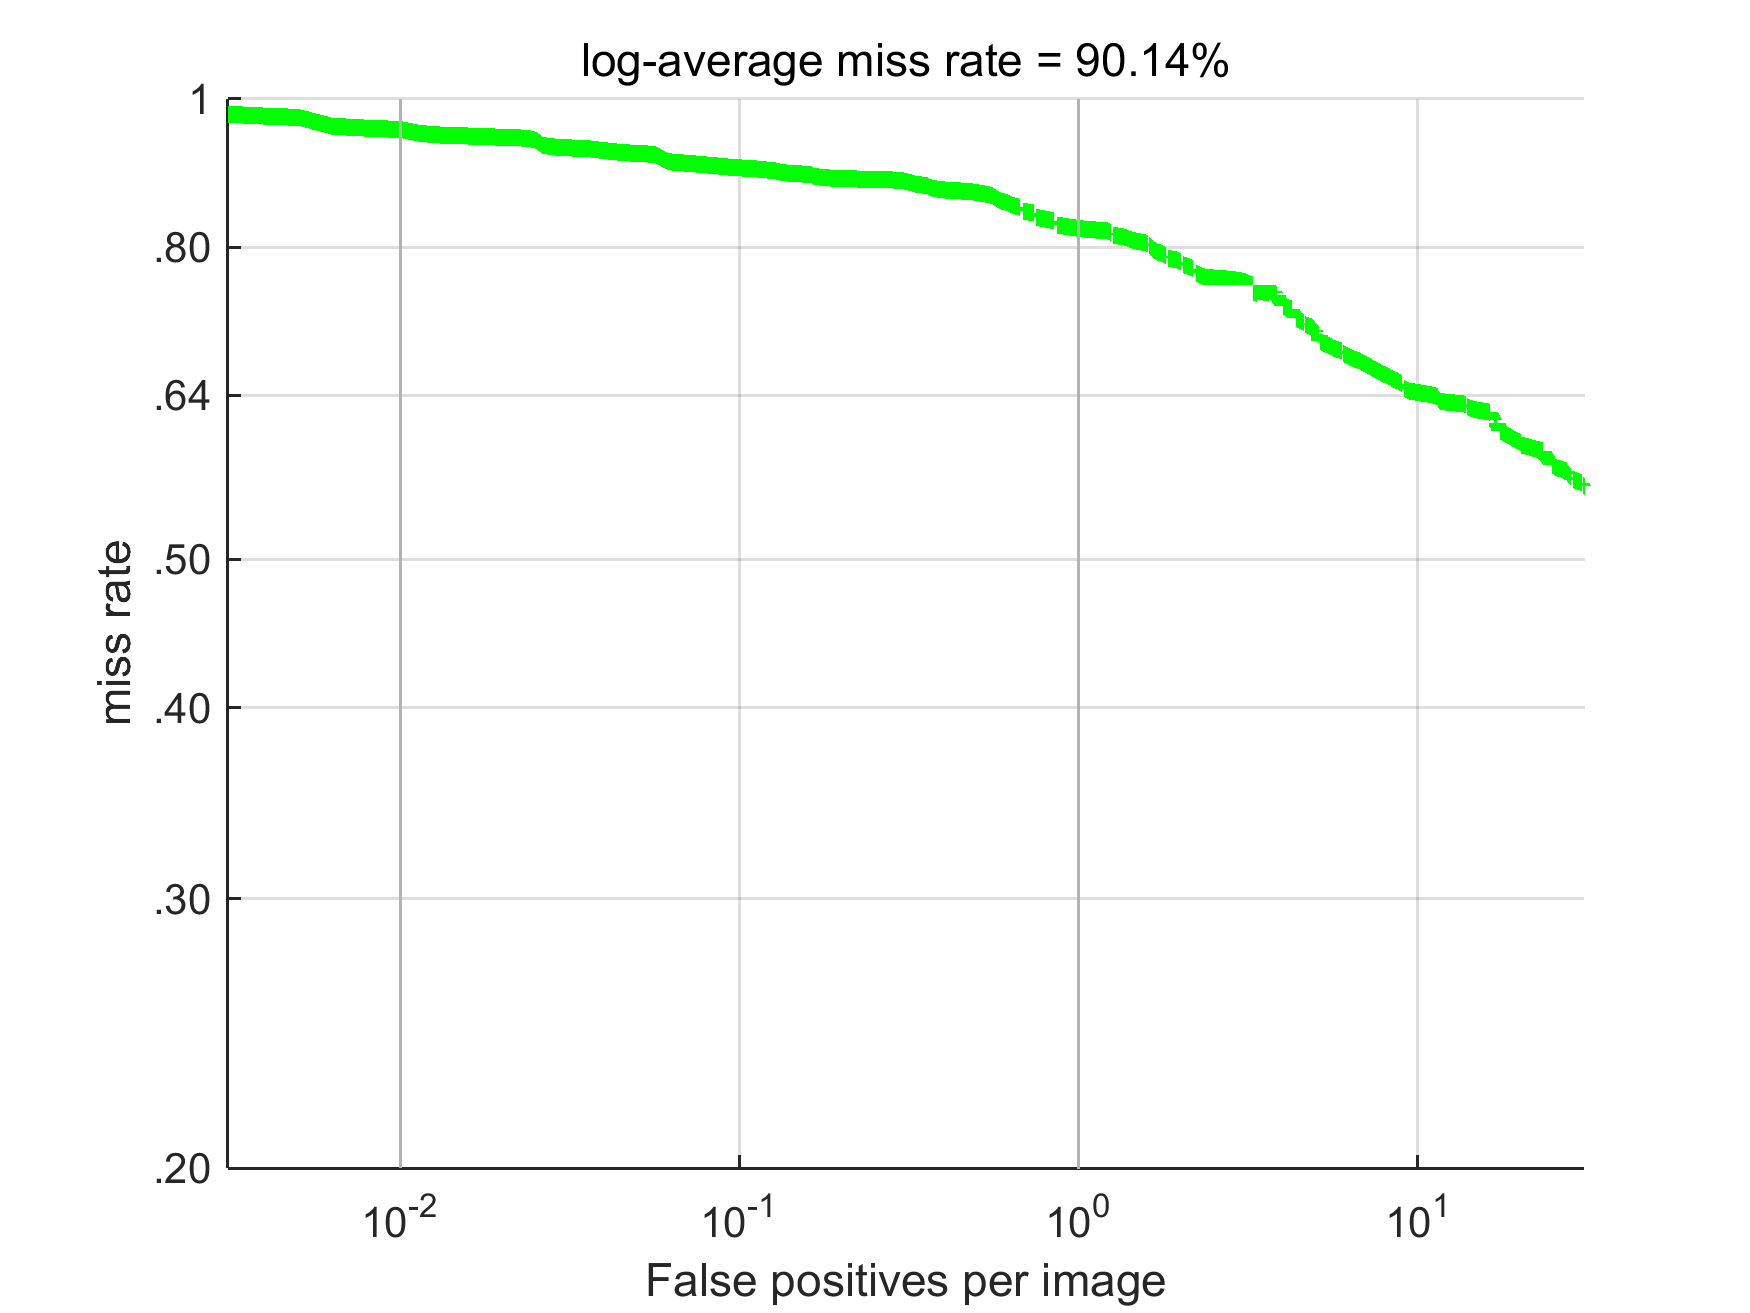 log-average miss rate = 90.14%
1
.80
.64
.50
.40
.30
.20
miss rate
10^-2 10^-1 10^0 10^1
False positives per image